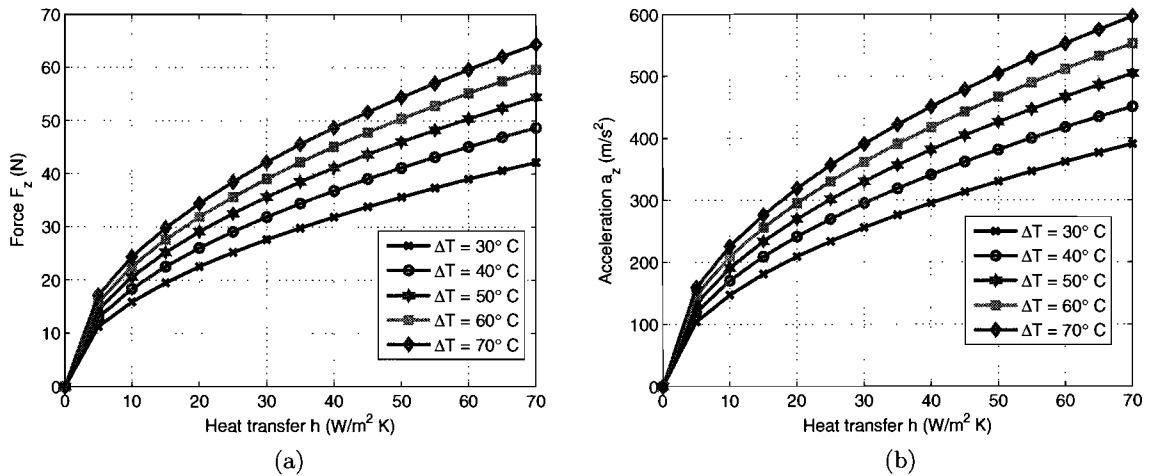 70
60
50
40
30
20
10
0
Force F_z (N)
0 10 20 30 40 50 60 70
Heat transfer h (W/m² K)
ΔT = 30° C
ΔT = 40° C
ΔT = 50° C
ΔT = 60° C
ΔT = 70° C
(a)
600
500
400
300
200
100
0
Acceleration a_z (m/s²)
0 10 20 30 40 50 60 70
Heat transfer h (W/m² K)
ΔT = 30° C
ΔT = 40° C
ΔT = 50° C
ΔT = 60° C
ΔT = 70° C
(b)